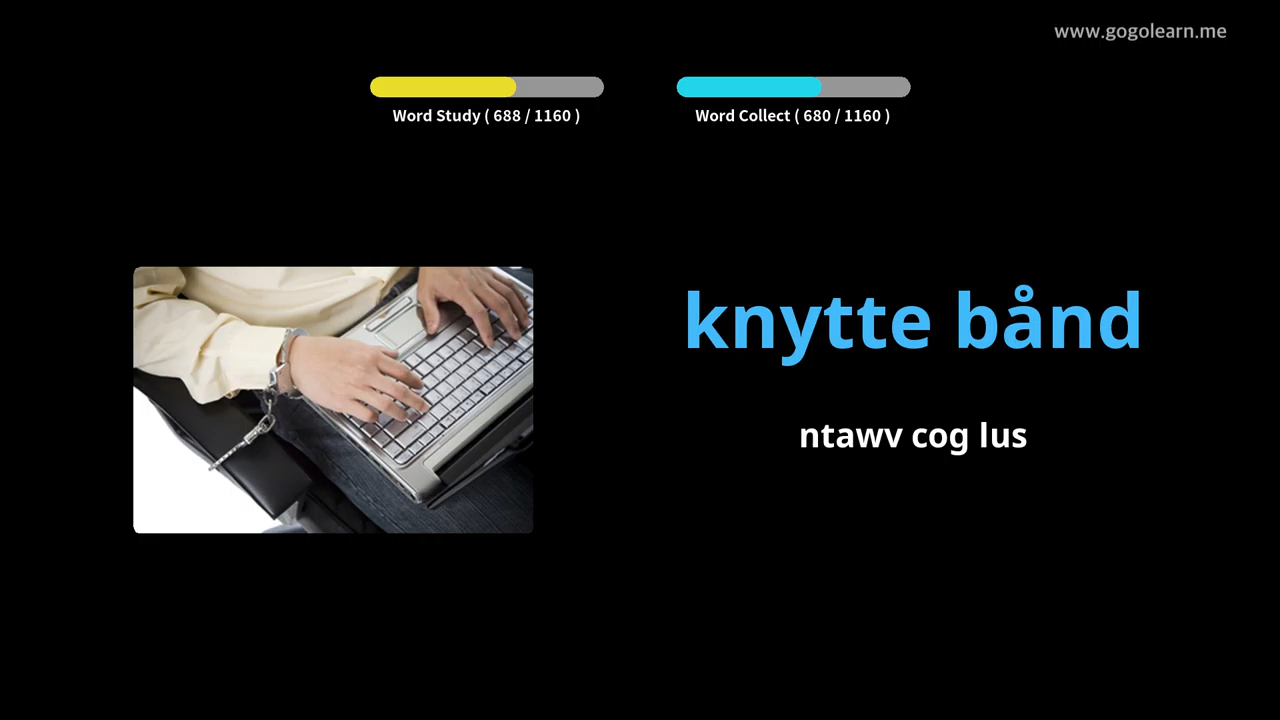 www.gogolearn.me
Word Study ( 688 / 1160 )
Word Collect ( 680 / 1160 )
knytte bånd
ntawv cog lus